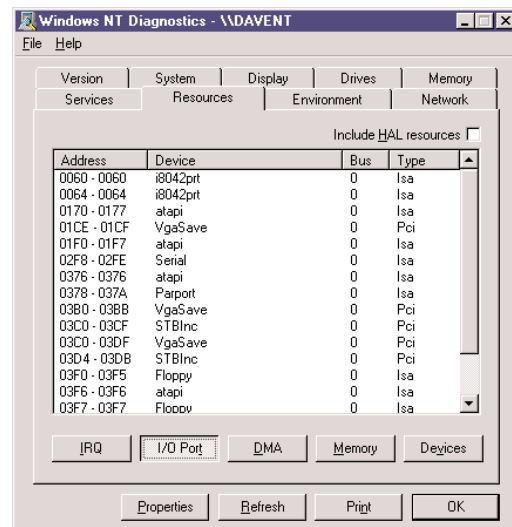 Windows NT Diagnostics - \\DAVENT
File Help
Version System Display Drives Memory
Services Resources Environment Network
Include HAL resources
Address Device Bus Type
0060 - 0060 i8042prt 0 Isa
0064 - 0064 i8042prt 0 Isa
0170 - 0177 atapi 0 Isa
01CE - 01CF VgaSave 0 Pci
01F0 - 01F7 atapi 0 Isa
02F8 - 02FE Serial 0 Isa
0376 - 0376 atapi 0 Isa
0378 - 037A Parport 0 Isa
03B0 - 03BB VgaSave 0 Pci
03C0 - 03CF STBInc 0 Pci
03C0 - 03DF VgaSave 0 Pci
03D4 - 03DB STBInc 0 Pci
03F0 - 03F5 Floppy 0 Isa
03F6 - 03F6 atapi 0 Isa
03F7 - 03F7 Floppy 0 Isa
IRQ I/O Port DMA Memory Devices
Properties Refresh Print OK